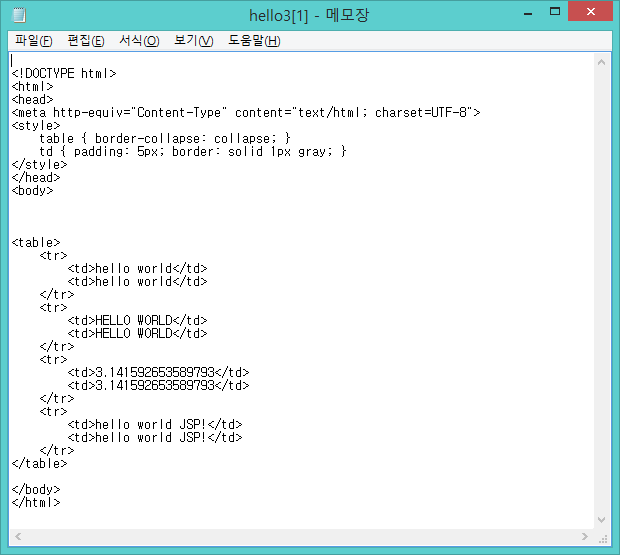 hello3[1] - 메모장
파일(F) 편집(E) 서식(O) 보기(V) 도움말(H)
<!DOCTYPE html>
<html>
<head>
<meta http-equiv="Content-Type" content="text/html; charset=UTF-8">
<style>
    table { border-collapse: collapse; }
    td { padding: 5px; border: solid 1px gray; }
</style>
</head>
<body>
<table>
    <tr>
        <td>hello world</td>
        <td>hello world</td>
    </tr>
    <tr>
        <td>HELLO WORLD</td>
        <td>HELLO WORLD</td>
    </tr>
    <tr>
        <td>3.141592653589793</td>
        <td>3.141592653589793</td>
    </tr>
    <tr>
        <td>hello world JSP!</td>
        <td>hello world JSP!</td>
    </tr>
</table>
</body>
</html>